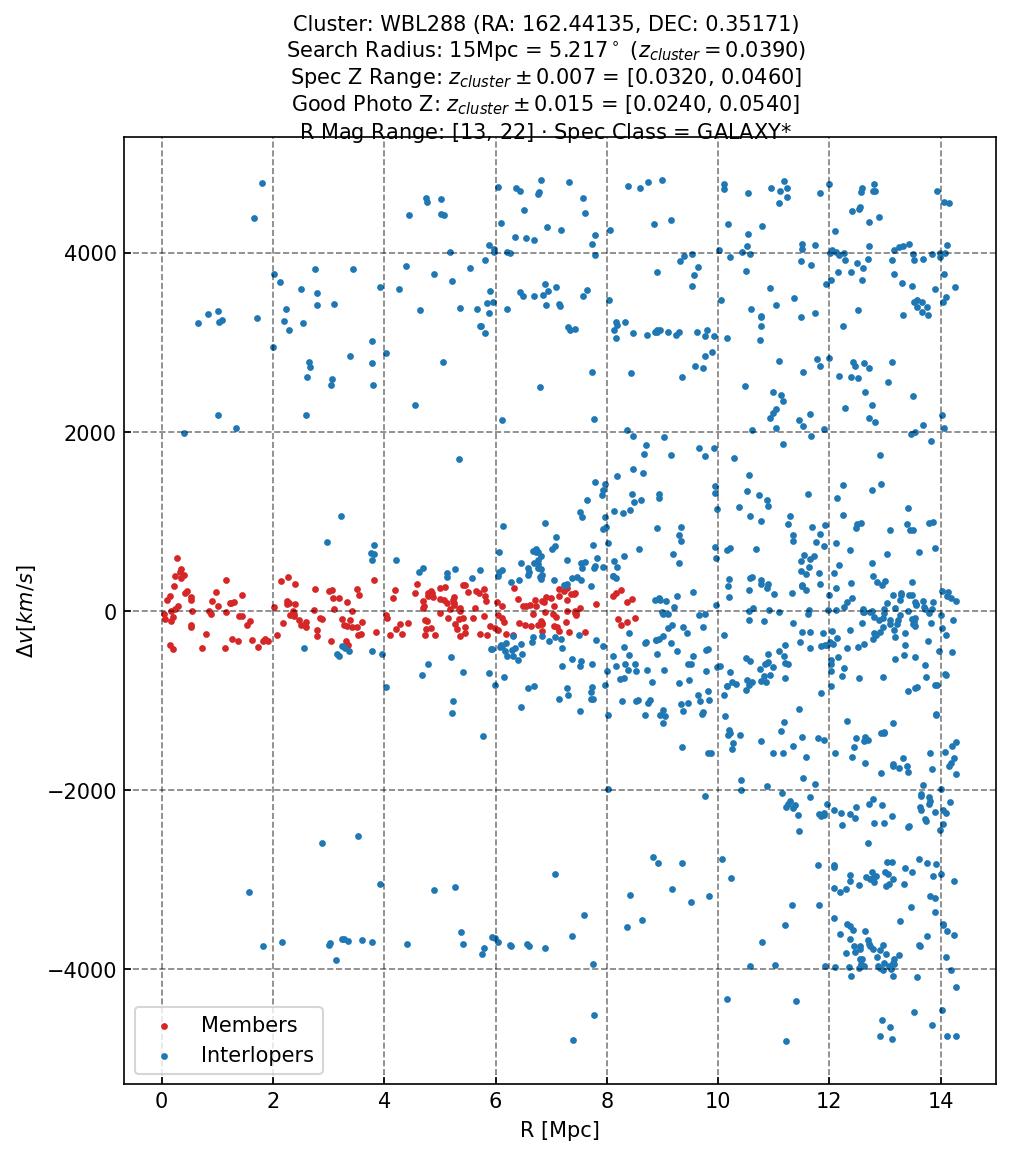 Cluster: WBL288 (RA: 162.44135, DEC: 0.35171)
Search Radius: 15Mpc = 5.217° (z_cluster = 0.0390)
Spec Z Range: z_cluster ± 0.007 = [0.0320, 0.0460]
Good Photo Z: z_cluster ± 0.015 = [0.0240, 0.0540]
R Mag Range: [13, 22] · Spec Class = GALAXY*
4000
2000
0
−2000
−4000
Δv[km/s]
Members
Interlopers
0 2 4 6 8 10 12 14
R [Mpc]